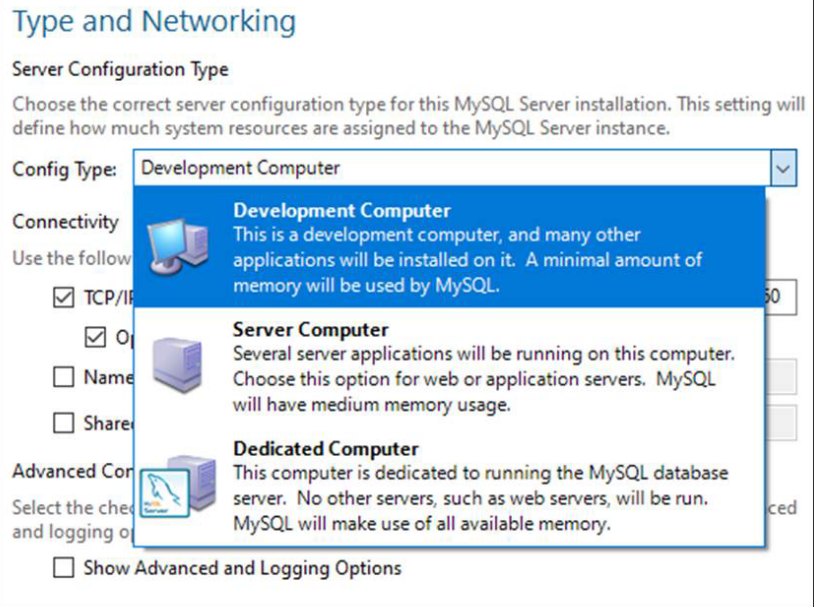 Type and Networking
Server Configuration Type
Choose the correct server configuration type for this MySQL Server installation. This setting will
define how much system resources are assigned to the MySQL Server instance.
Config Type: Development Computer
Development Computer
This is a development computer, and many other
applications will be installed on it. A minimal amount of
memory will be used by MySQL.
Server Computer
Several server applications will be running on this computer.
Choose this option for web or application servers. MySQL
will have medium memory usage.
Dedicated Computer
This computer is dedicated to running the MySQL database
server. No other servers, such as web servers, will be run.
MySQL will make use of all available memory.
Connectivity
Use the follow
TCP/IP
Op
Name
Share
Advanced Con
Select the chec
and logging op
Show Advanced and Logging Options